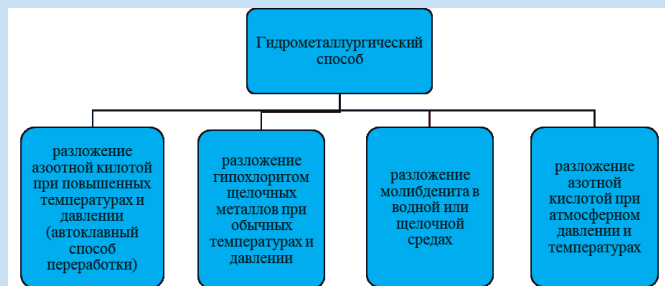 Гидрометаллургический
способ
разложение
азоотной килотой
при повышенных
температурах и
давлении
(автоклавный
способ
переработки)
разложение
гипохлоритом
щелочных
металлов при
обычных
температурах и
давлении
разложение
молибденита в
водной или
щелочной
средах
разложение
азотной
кислотой при
атмосферном
давлении и
температурах